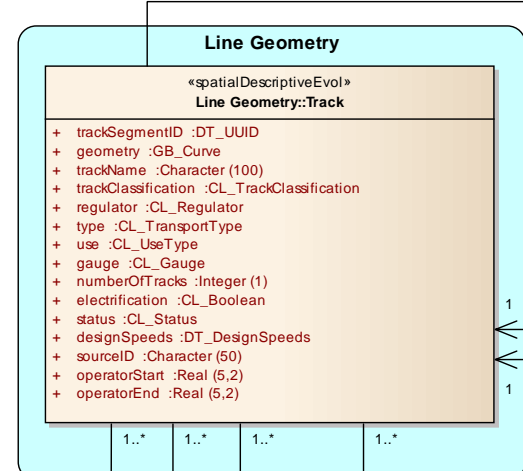 Line Geometry
«spatialDescriptiveEvol»
Line Geometry::Track
+ trackSegmentID :DT_UUID
+ geometry :GB_Curve
+ trackName :Character (100)
+ trackClassification :CL_TrackClassification
+ regulator :CL_Regulator
+ type :CL_TransportType
+ use :CL_UseType
+ gauge :CL_Gauge
+ numberOfTracks :Integer (1)
+ electrification :CL_Boolean
+ status :CL_Status
+ designSpeeds :DT_DesignSpeeds
+ sourceID :Character (50)
+ operatorStart :Real (5,2)
+ operatorEnd :Real (5,2)
1
1
1..* 1..* 1..* 1..*